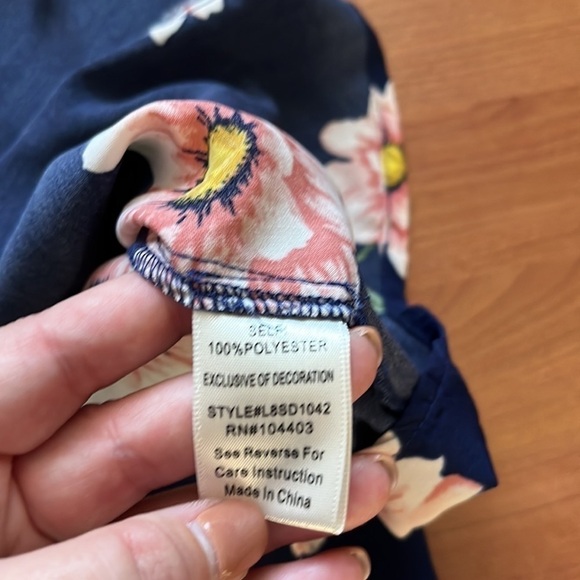 SELF:
100%POLYESTER
EXCLUSIVE OF DECORATION
STYLE#L8SD1042
RN#104403
See Reverse For
Care Instruction
Made In China